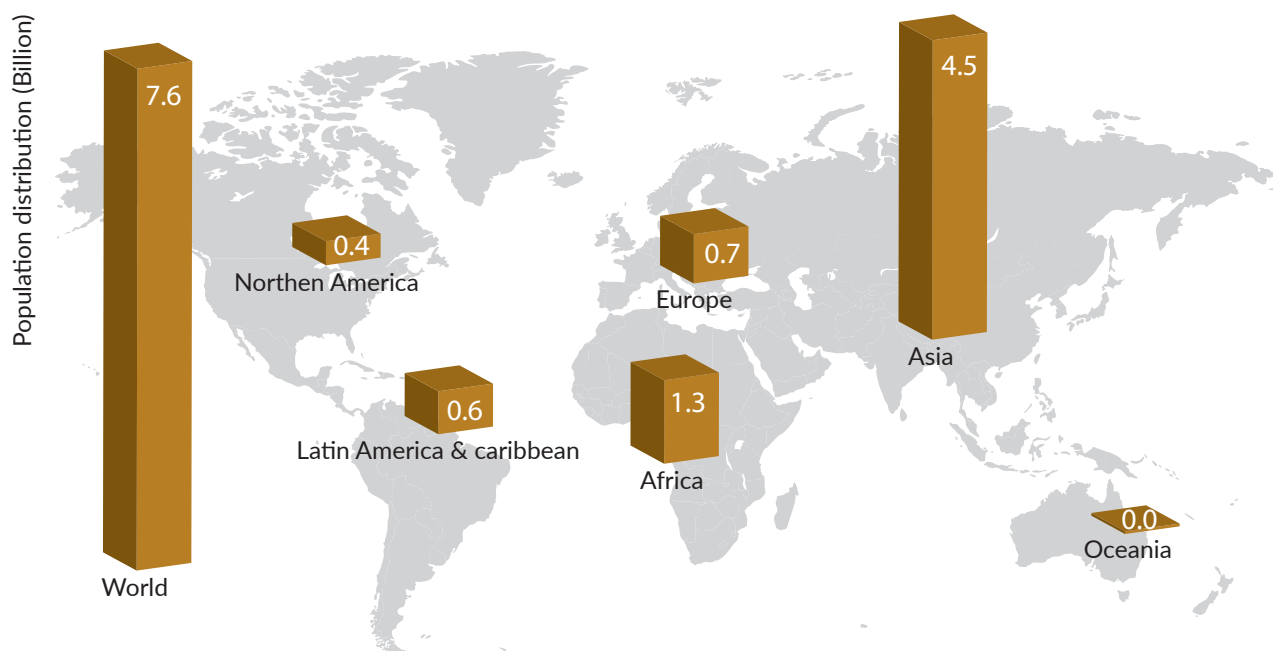 Population distribution (Billion)
7.6
World
0.4
Northen America
0.6
Latin America & caribbean
0.7
Europe
1.3
Africa
4.5
Asia
0.0
Oceania